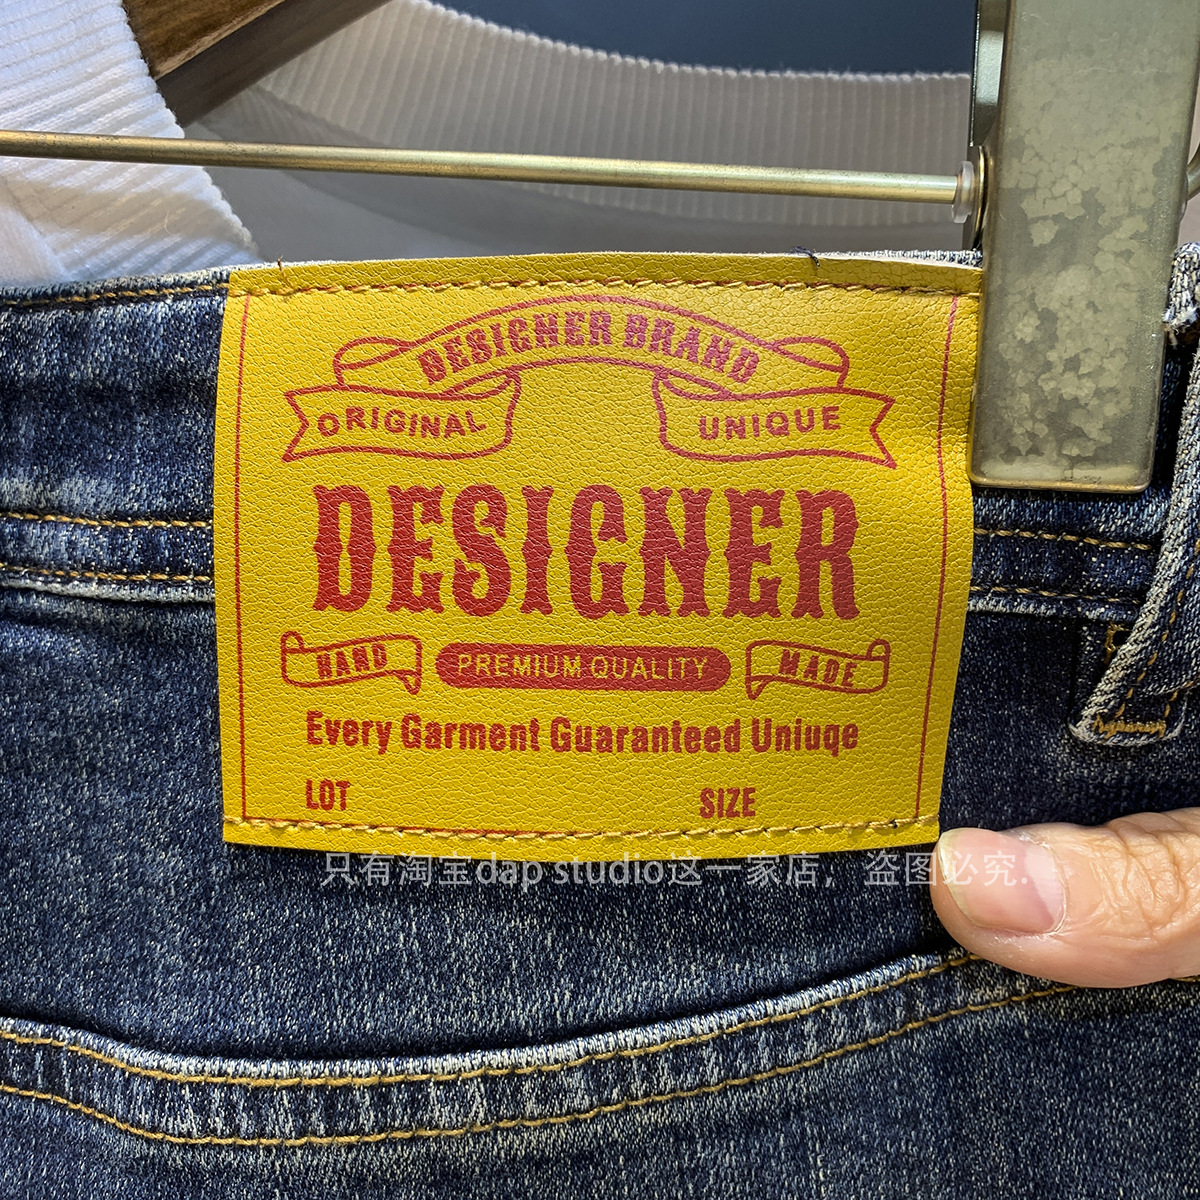 DESIGNER BRAND
ORIGINAL UNIQUE
DESIGNER
HAND PREMIUM QUALITY MADE
Every Garment Guaranteed Uniuqe
LOT SIZE
只有淘宝dap studio这一家店，盗图必究.